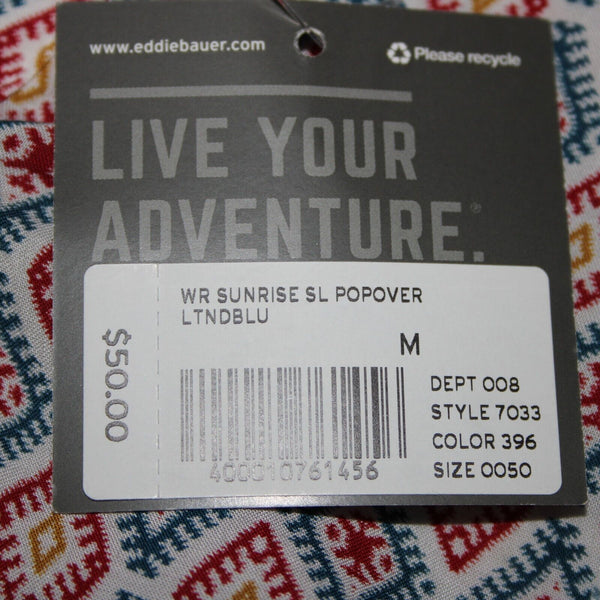 www.eddiebauer.com
Please recycle
LIVE YOUR
ADVENTURE.®
WR SUNRISE SL POPOVER
LTNDBLU
M
$50.00
DEPT 008
STYLE 7033
COLOR 396
SIZE 0050
400010761456